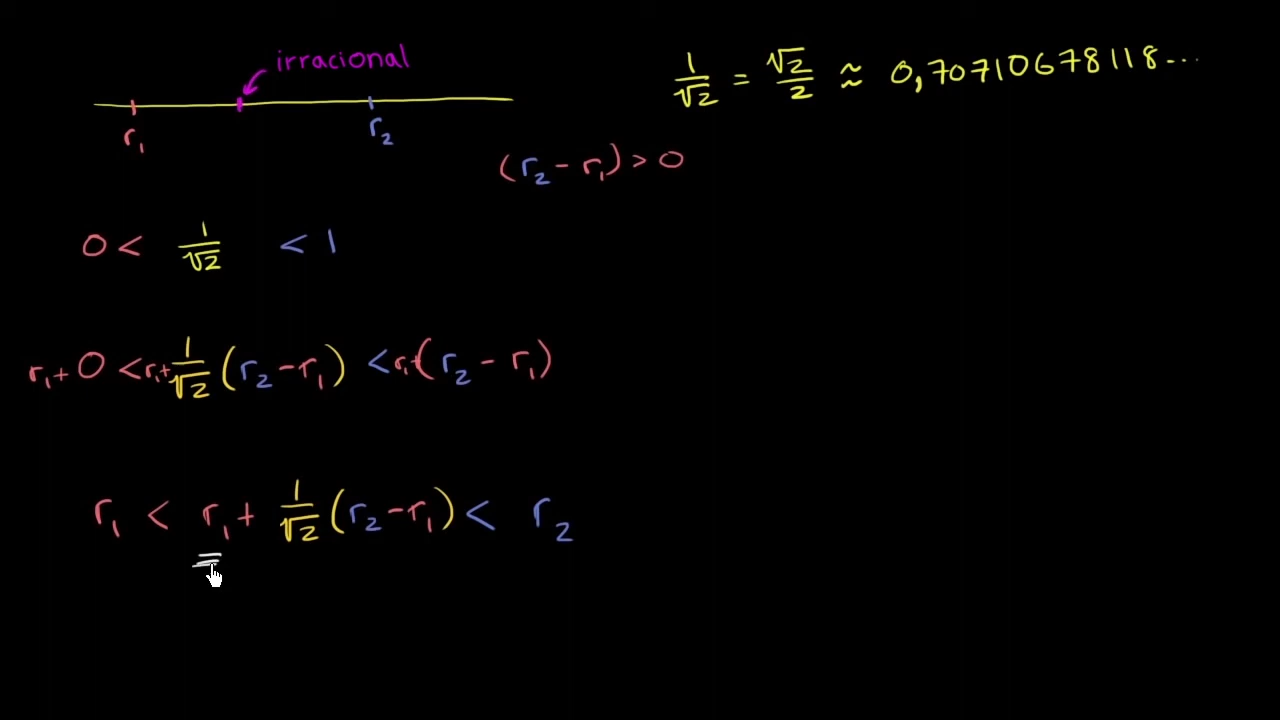 irracional
r₁ r₂
1/√2 = √2/2 ≈ 0,70710678118...
(r₂ - r₁) > 0
0 < 1/√2 < 1
r₁ + 0 < r₁ + 1/√2 (r₂ - r₁) < r₁ + (r₂ - r₁)
r₁ < r₁ + 1/√2 (r₂ - r₁) < r₂